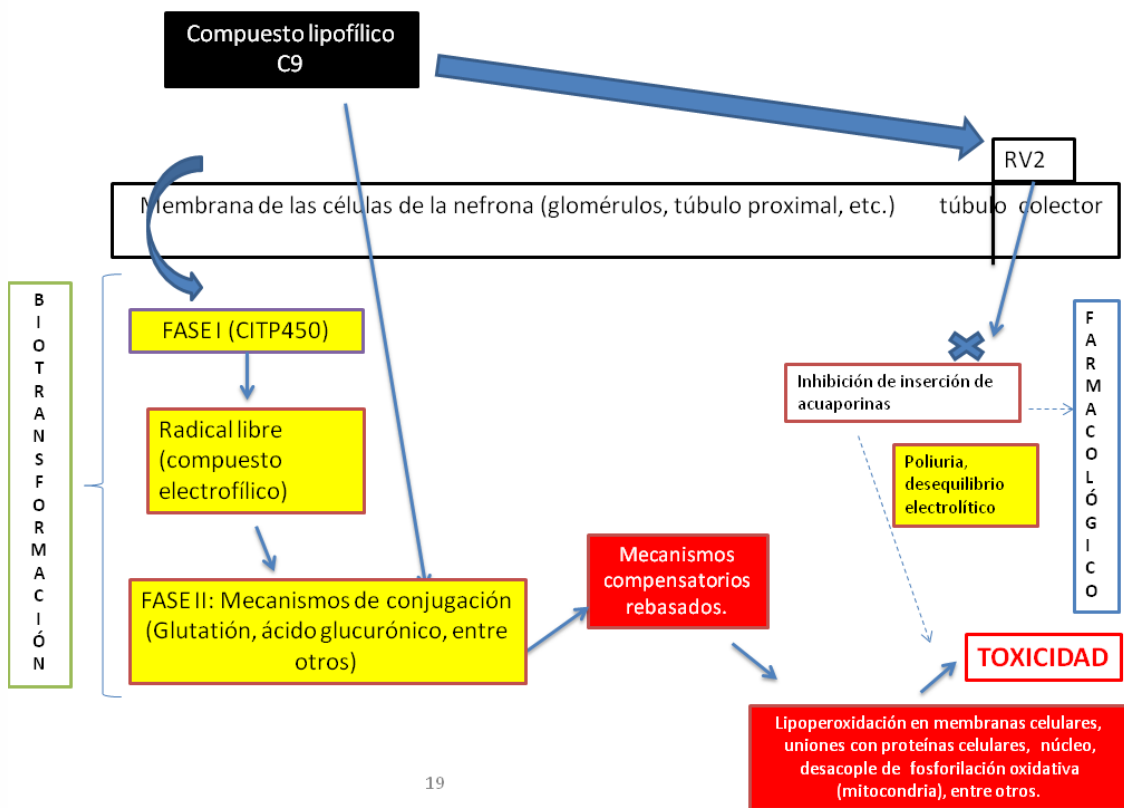 Compuesto lipofílico
C9
RV2
Membrana de las células de la nefrona (glomérulos, túbulo proximal, etc.) túbulo colector
BIOTRANSFORMACIÓN
FASE I (CITP450)
Radical libre
(compuesto
electrofílico)
FASE II: Mecanismos de conjugación
(Glutatión, ácido glucurónico, entre
otros)
Mecanismos
compensatorios
rebasados.
Inhibición de inserción de
acuaporinas
Poliuria,
desequilibrio
electrolítico
FARMACOLÓGICO
TOXICIDAD
Lipoperoxidación en membranas celulares,
uniones con proteínas celulares, núcleo,
desacople de fosforilación oxidativa
(mitocondria), entre otros.
19